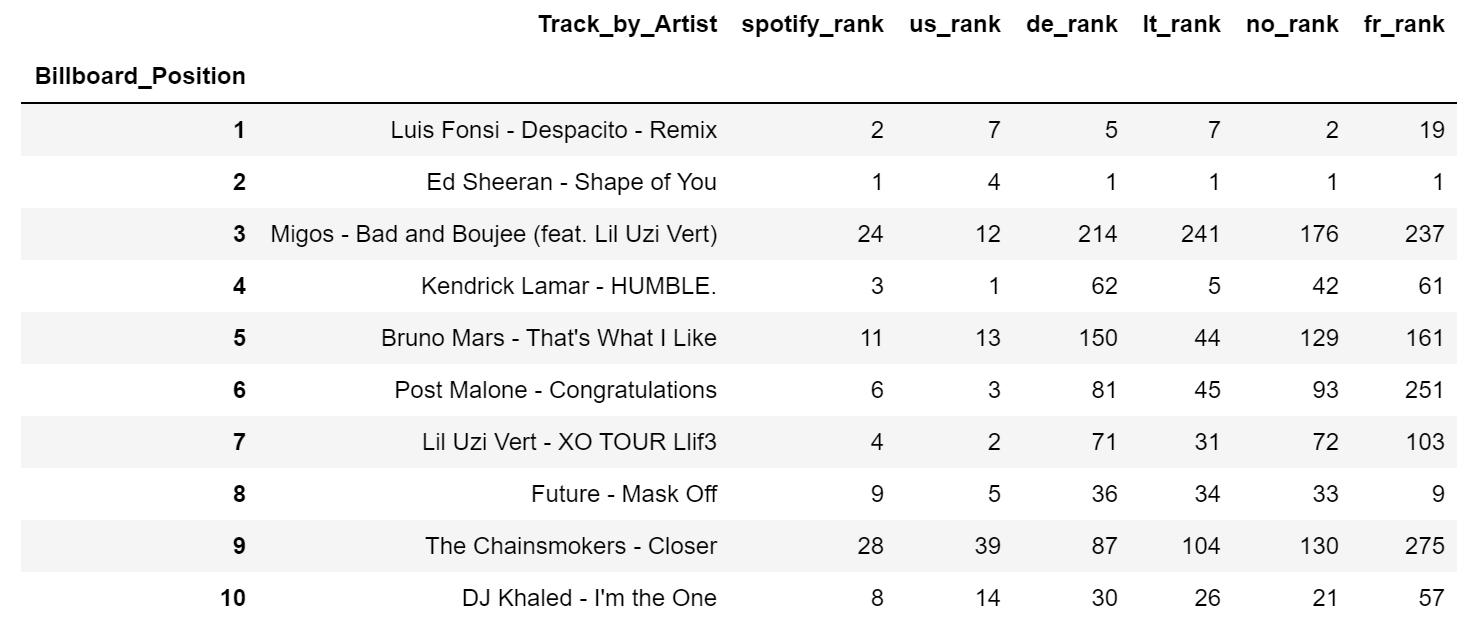 Track_by_Artist spotify_rank us_rank de_rank lt_rank no_rank fr_rank
Billboard_Position
1 Luis Fonsi - Despacito - Remix 2 7 5 7 2 19
2 Ed Sheeran - Shape of You 1 4 1 1 1 1
3 Migos - Bad and Boujee (feat. Lil Uzi Vert) 24 12 214 241 176 237
4 Kendrick Lamar - HUMBLE. 3 1 62 5 42 61
5 Bruno Mars - That's What I Like 11 13 150 44 129 161
6 Post Malone - Congratulations 6 3 81 45 93 251
7 Lil Uzi Vert - XO TOUR Llif3 4 2 71 31 72 103
8 Future - Mask Off 9 5 36 34 33 9
9 The Chainsmokers - Closer 28 39 87 104 130 275
10 DJ Khaled - I'm the One 8 14 30 26 21 57